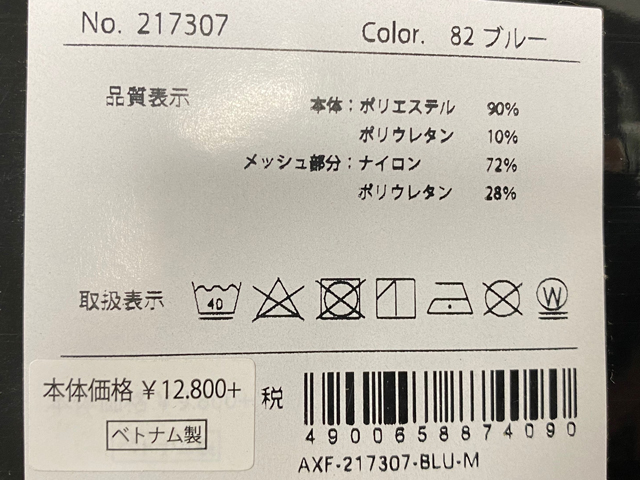 No. 217307 Color. 82 ブルー
品質表示 本体：ポリエステル 90%
ポリウレタン 10%
メッシュ部分：ナイロン 72%
ポリウレタン 28%
取扱表示 40 W
本体価格 ￥12.800+ 税
ベトナム製
4900658874090
AXF-217307-BLU-M